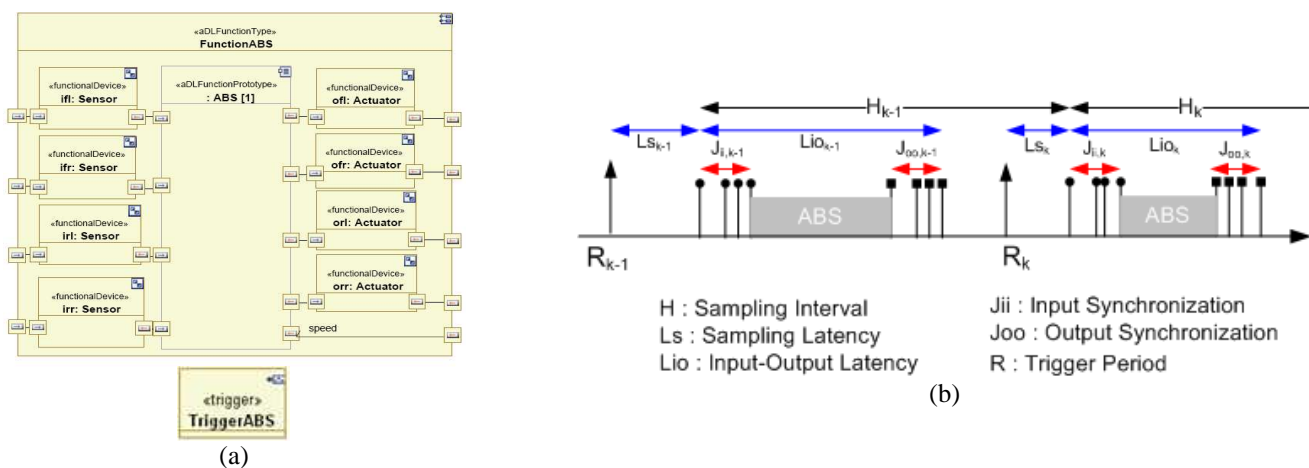 «aDLFunctionType»
FunctionABS
«functionalDevice»
ifl: Sensor
«aDLFunctionPrototype»
: ABS [1]
«functionalDevice»
ofl: Actuator
«functionalDevice»
ifr: Sensor
«functionalDevice»
ofr: Actuator
«functionalDevice»
irl: Sensor
«functionalDevice»
orl: Actuator
«functionalDevice»
irr: Sensor
«functionalDevice»
orr: Actuator
speed
«trigger»
TriggerABS
(a)
Hk-1
Hk
Lsk-1
Jii,k-1
Liok-1
Joo,k-1
Lsk
Jii,k
Liok
Joo,k
ABS
ABS
Rk-1
Rk
H : Sampling Interval
Ls : Sampling Latency
Lio : Input-Output Latency
Jii : Input Synchronization
Joo : Output Synchronization
R : Trigger Period
(b)